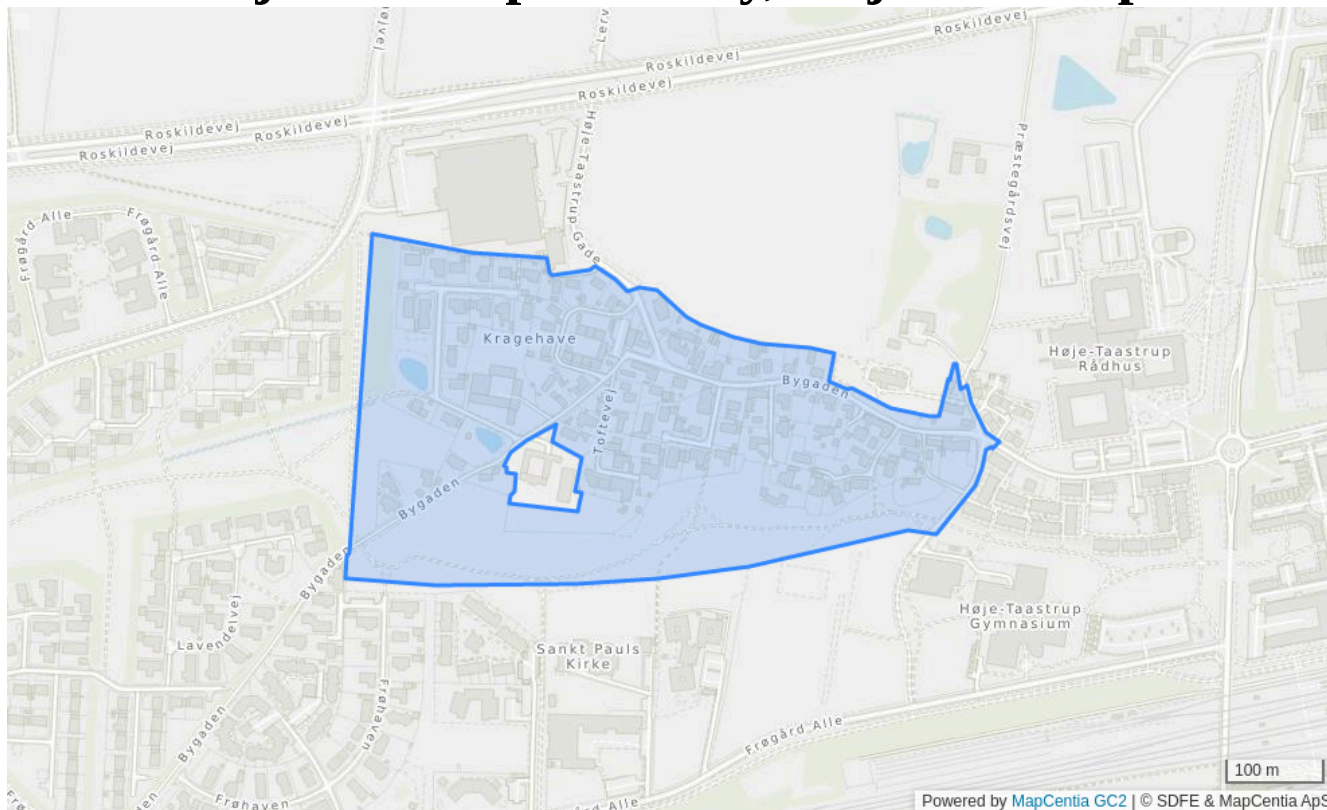 Roskildevej
Roskildevej
Roskildevej
Roskildevej
Roskildevej
Roskildevej
Høje-Taastrup Gade
Præstegårdsvej
Frøgård Alle
Frøgård-Alle
Kragehave
Høje-Taastrup
Rådhus
Bygaden
Toftevej
Bygaden
Bygaden
Lavendelvej
Sankt Pauls
Kirke
Høje-Taastrup
Gymnasium
Frøhaven
Bygaden
Frøgård Alle
Frøhaven
Alle
100 m
Powered by MapCentia GC2 | © SDFE & MapCentia ApS